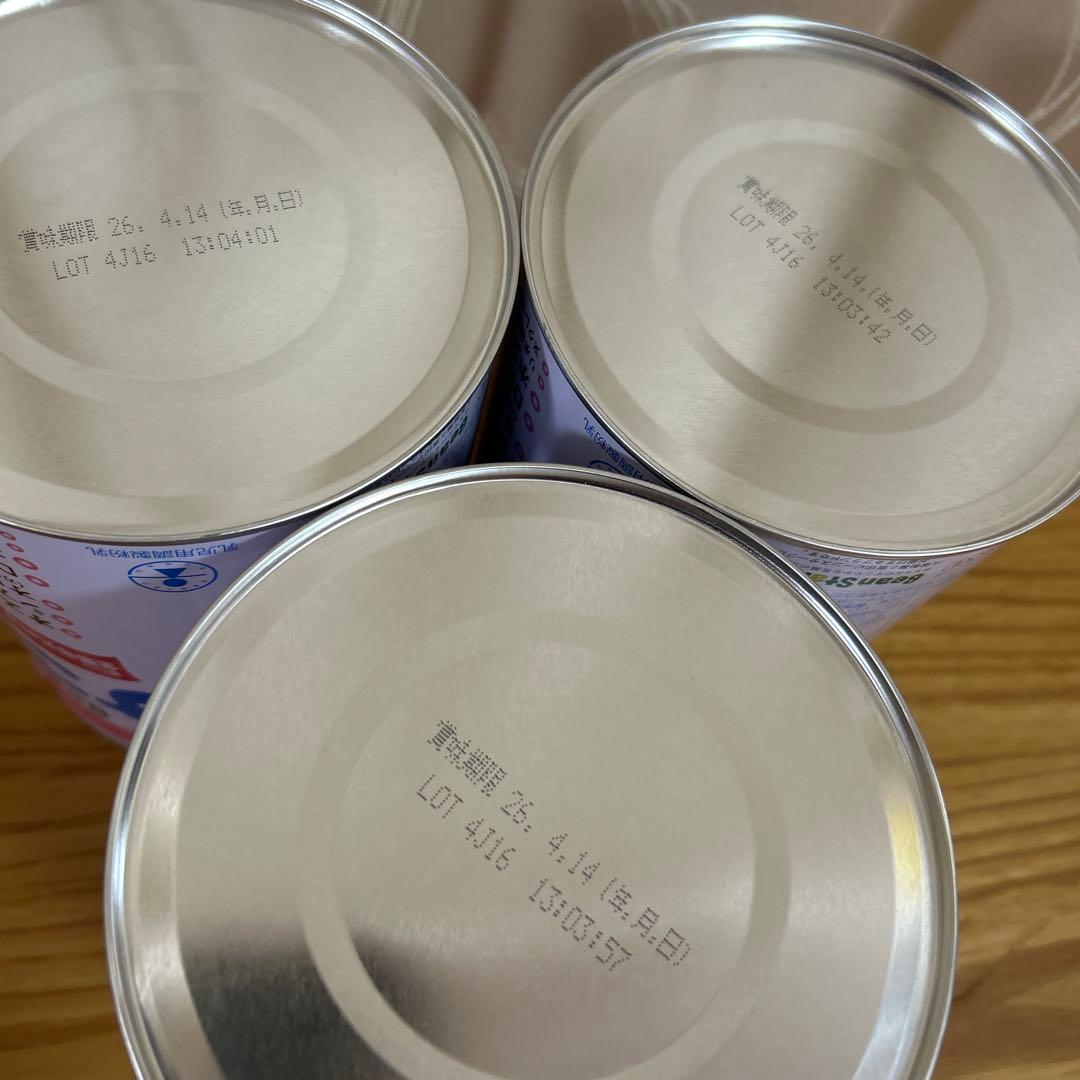 賞味期限 26. 4.14 (年.月.日)
LOT 4J16 13:04:01
賞味期限 26. 4.14.(年.月.日)
LOT 4J16 13:03:42
乳児用調製粉乳
BeanSta
賞味期限 26. 4.14 (年.月.日)
LOT 4J16 13:03:57